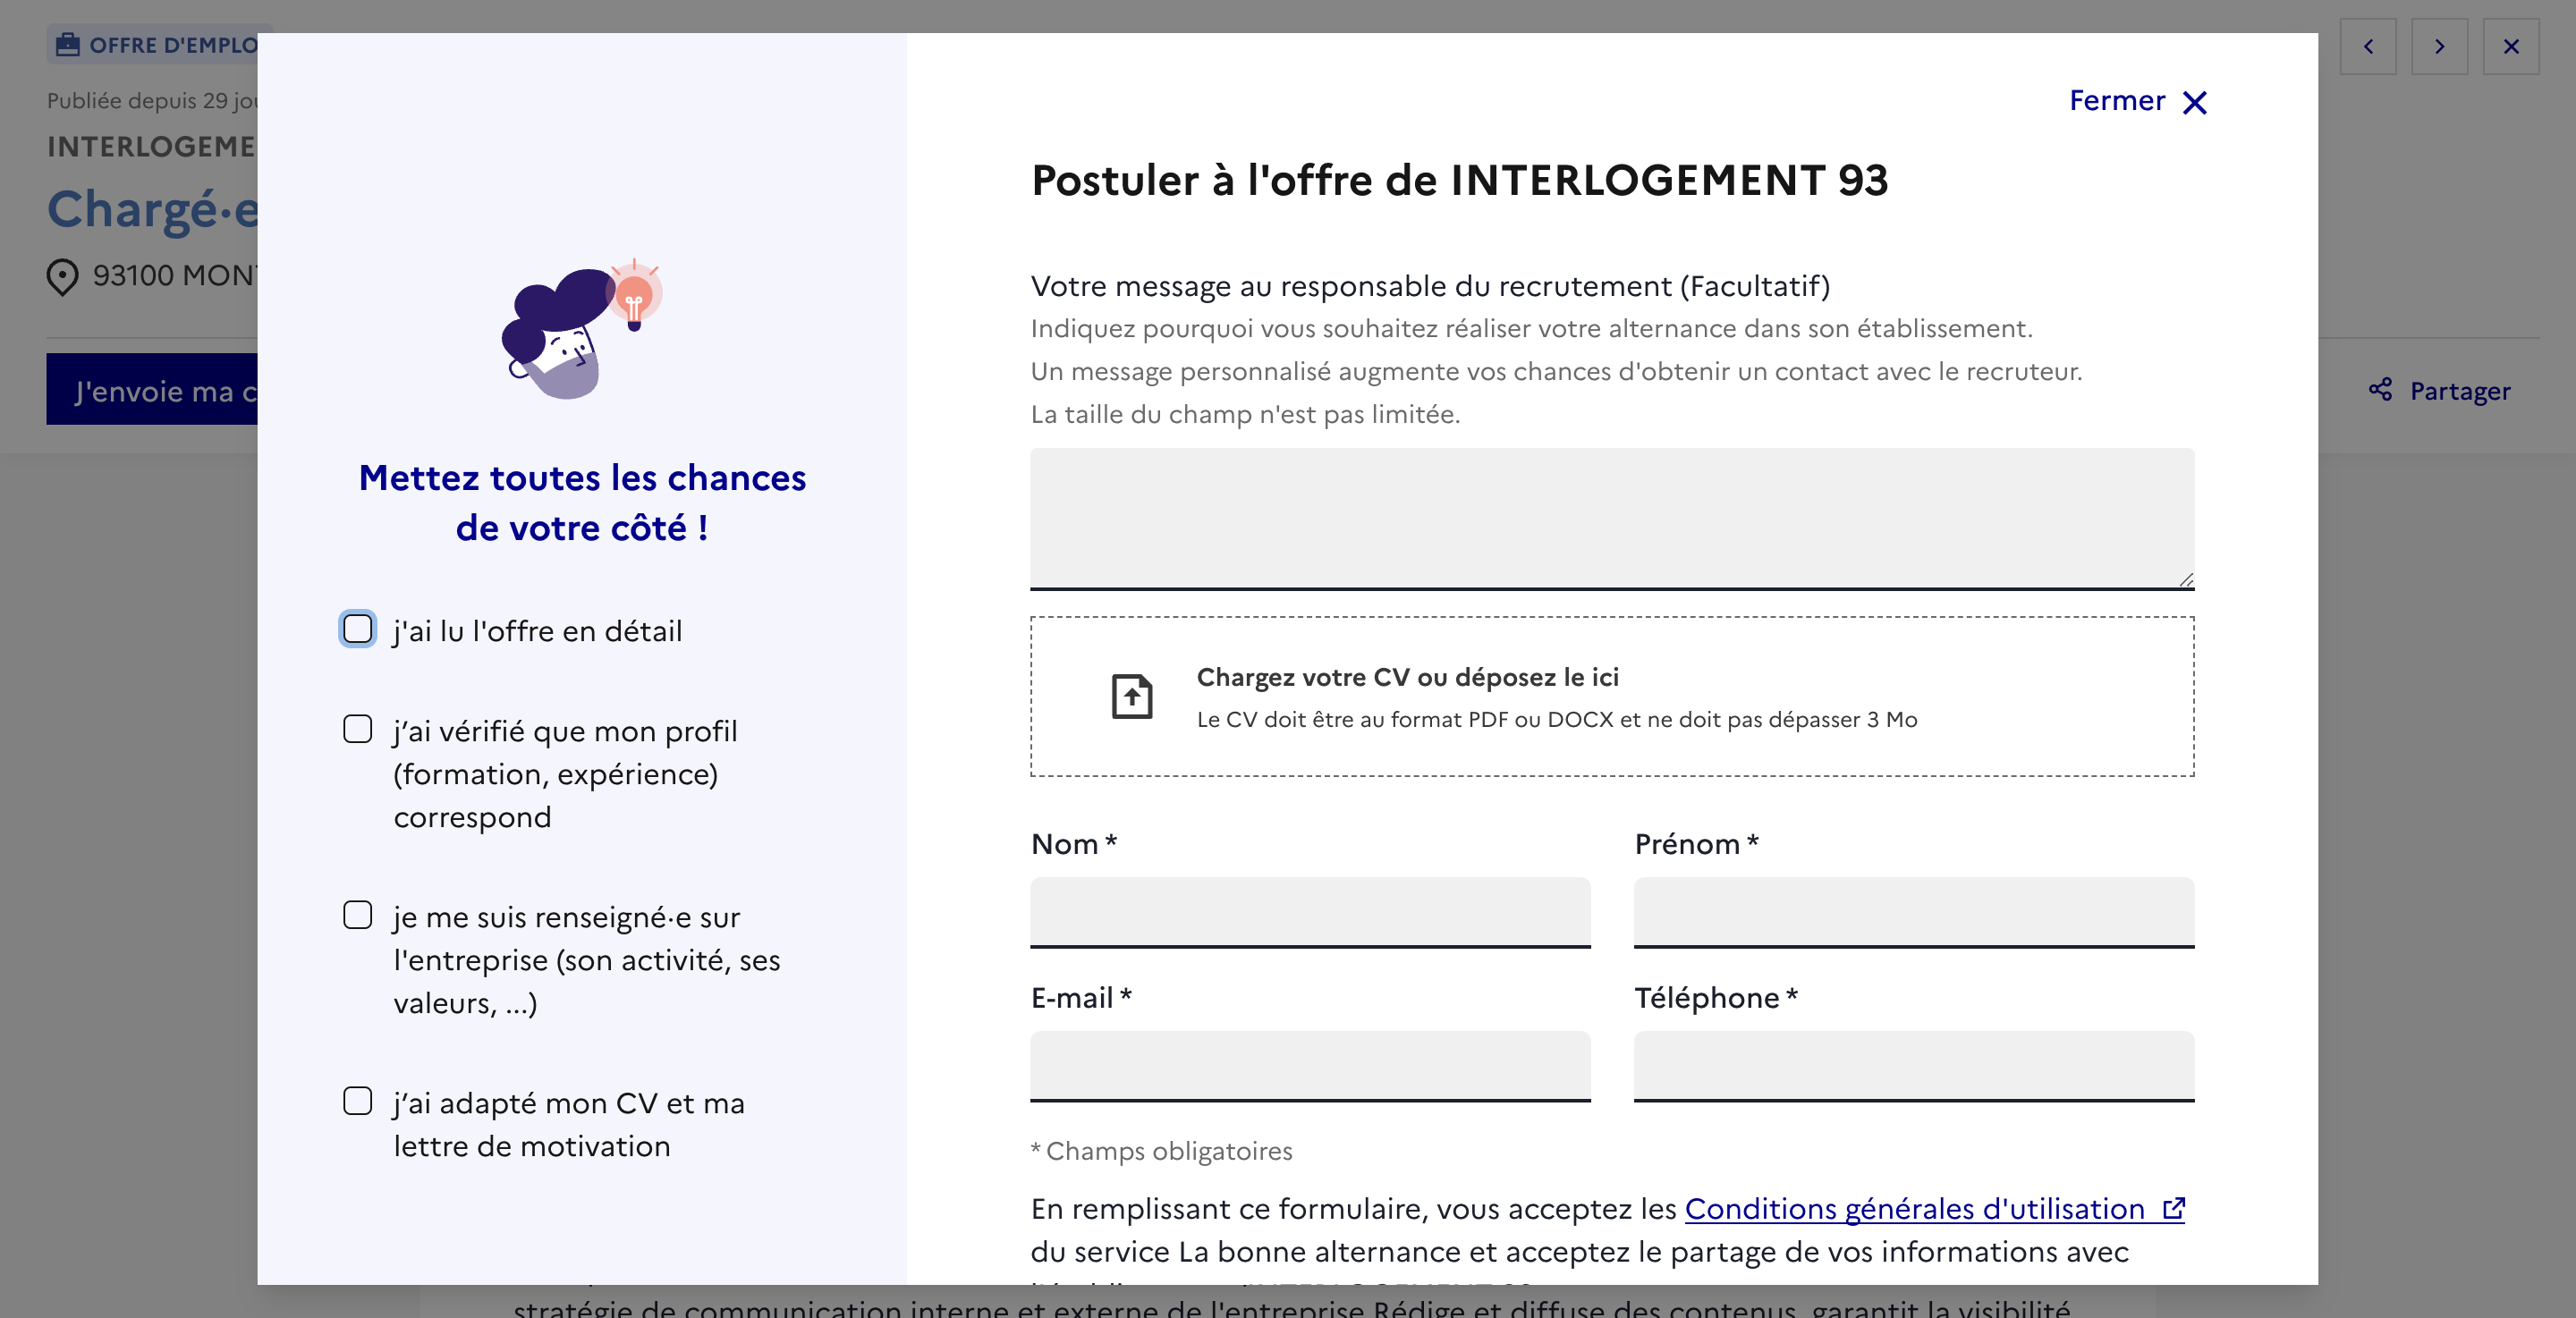 OFFRE D'EMPLO
Publiée depuis 29 jou
INTERLOGEME
Chargé·e
93100 MON
J'envoie ma c
Partager
Mettez toutes les chances
de votre côté !
j'ai lu l'offre en détail
j’ai vérifié que mon profil
(formation, expérience)
correspond
je me suis renseigné·e sur
l'entreprise (son activité, ses
valeurs, ...)
j’ai adapté mon CV et ma
lettre de motivation
Fermer
Postuler à l'offre de INTERLOGEMENT 93
Votre message au responsable du recrutement (Facultatif)
Indiquez pourquoi vous souhaitez réaliser votre alternance dans son établissement.
Un message personnalisé augmente vos chances d'obtenir un contact avec le recruteur.
La taille du champ n'est pas limitée.
Chargez votre CV ou déposez le ici
Le CV doit être au format PDF ou DOCX et ne doit pas dépasser 3 Mo
Nom *
Prénom *
E-mail *
Téléphone *
* Champs obligatoires
En remplissant ce formulaire, vous acceptez les Conditions générales d'utilisation
du service La bonne alternance et acceptez le partage de vos informations avec
stratégie de communication interne et externe de l'entreprise Rédige et diffuse des contenus, garantit la visibilité